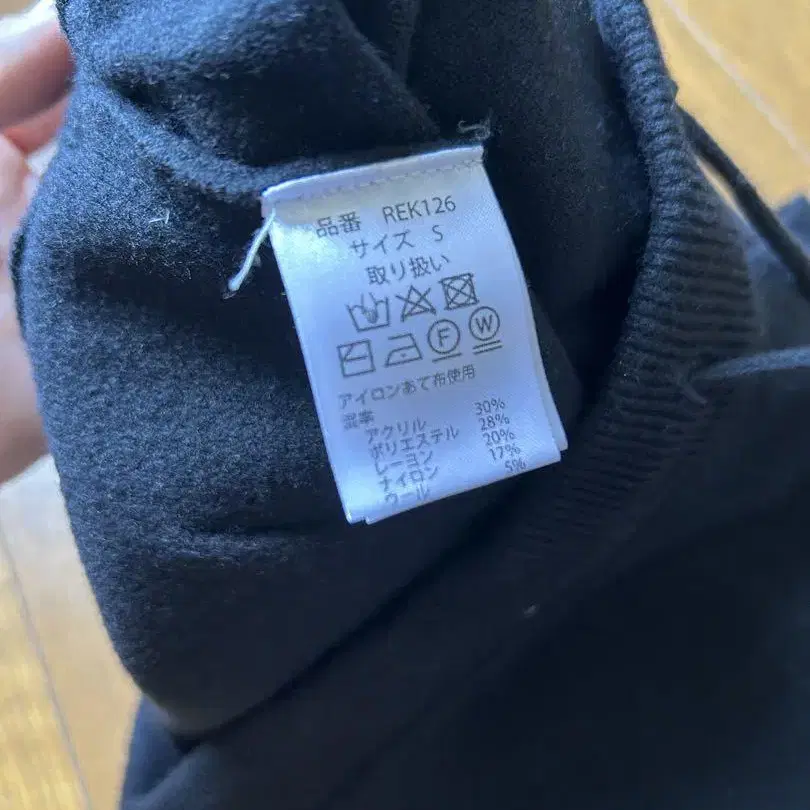 品番 REK126
サイズ S
取り扱い
F W
アイロンあて布使用
混率
アクリル 30%
ポリエステル 28%
レーヨン 20%
ナイロン 17%
ウール 5%